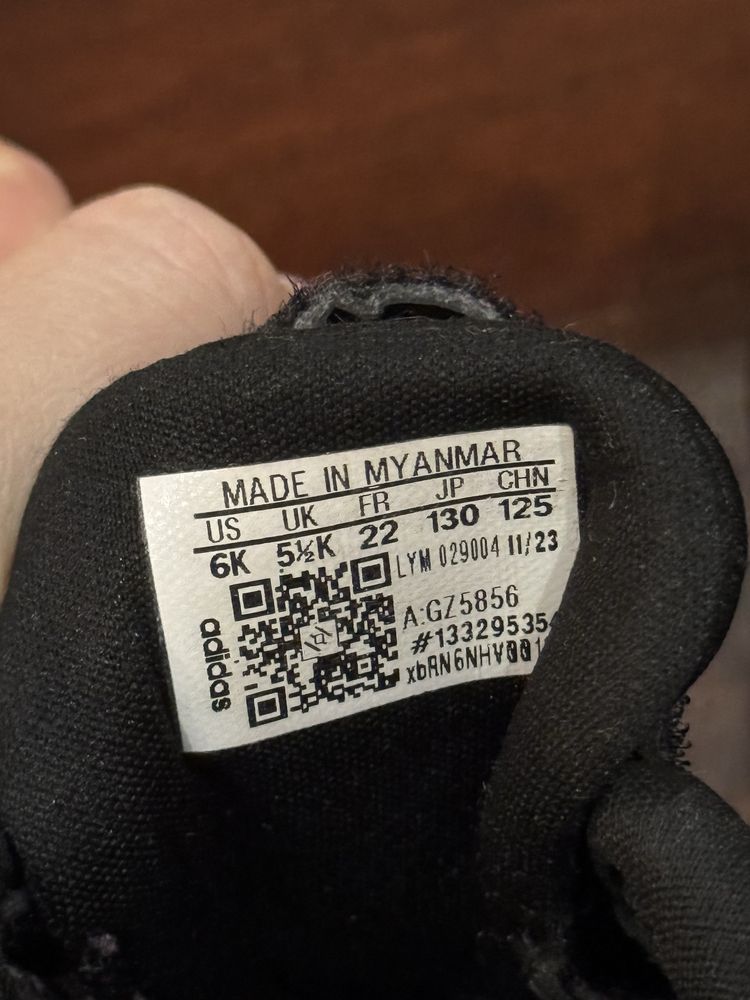 MADE IN MYANMAR
US UK FR JP CHN
6K 5½K 22 130 125
LYM 029004 11/23
A:GZ5856
#13329535
adidas